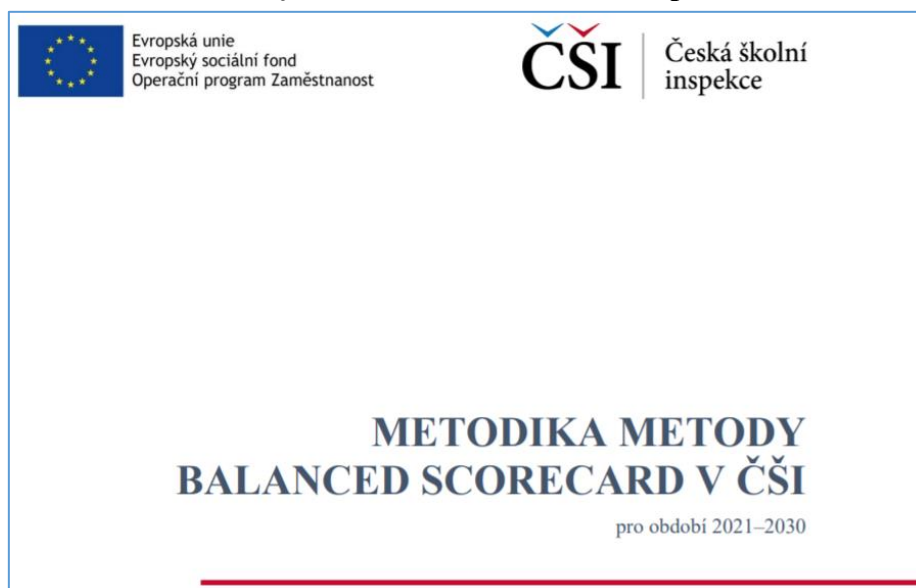 Evropská unie
Evropský sociální fond
Operační program Zaměstnanost
ČŠI
Česká školní
inspekce
METODIKA METODY
BALANCED SCORECARD V ČŠI
pro období 2021–2030